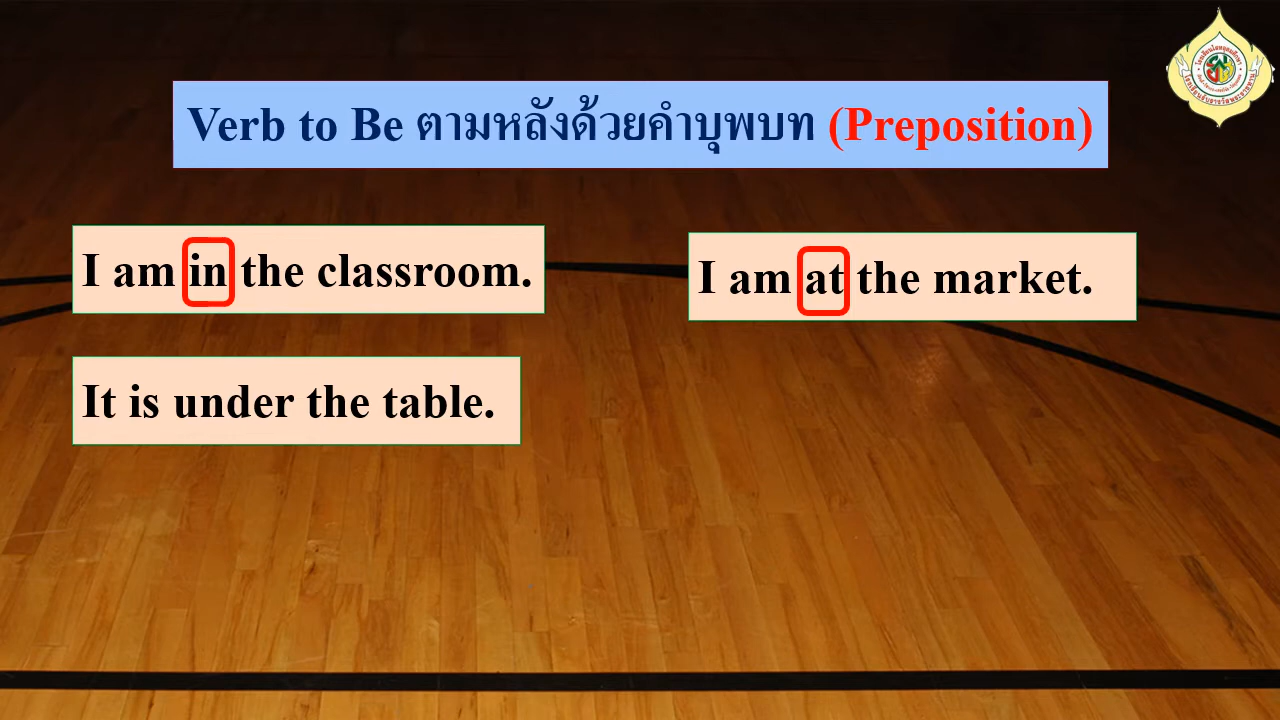 Verb to Be ตามหลังด้วยคำบุพบท (Preposition)
I am in the classroom.
I am at the market.
It is under the table.